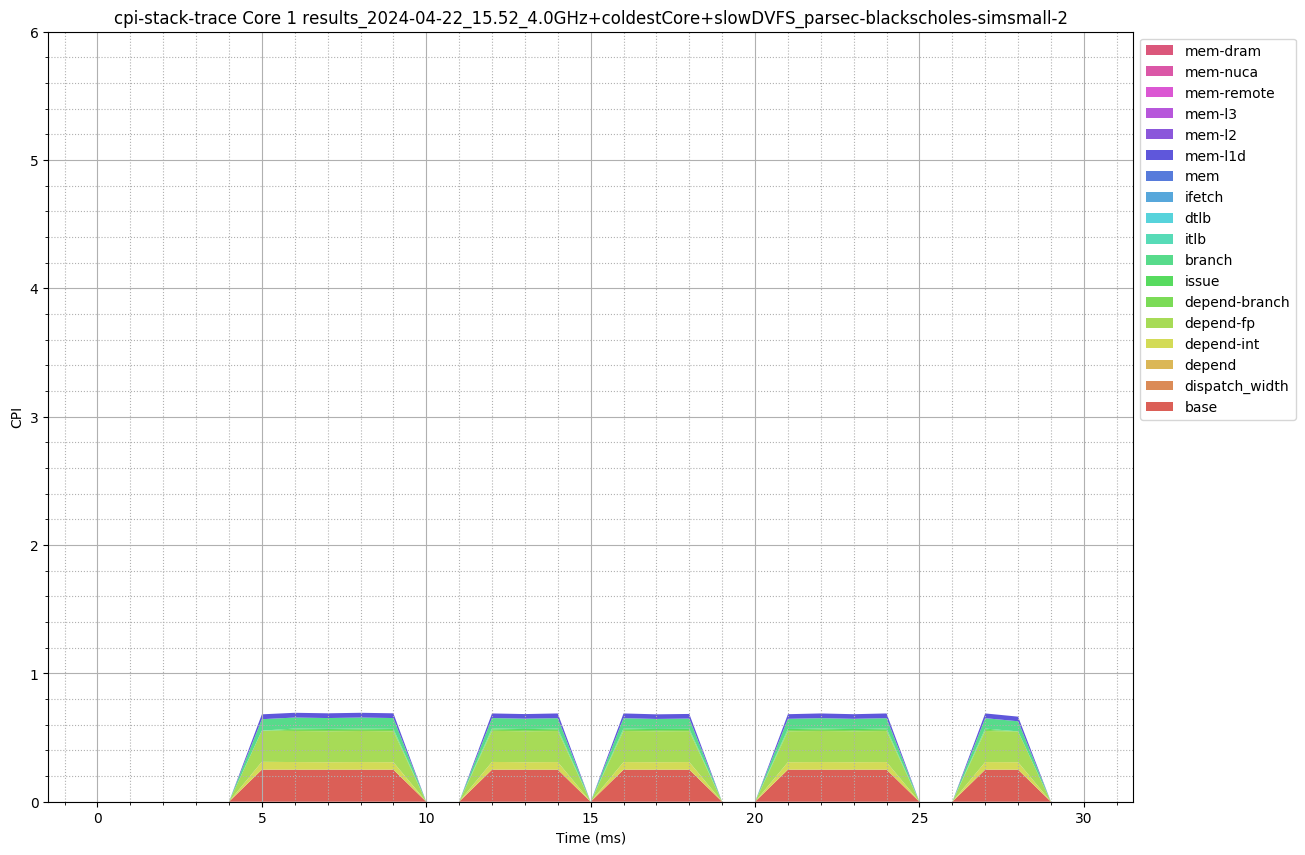 cpi-stack-trace Core 1 results_2024-04-22_15.52_4.0GHz+coldestCore+slowDVFS_parsec-blackscholes-simsmall-2
6
5
4
3
2
1
0
CPI
0
5
10
15
20
25
30
Time (ms)
mem-dram
mem-nuca
mem-remote
mem-l3
mem-l2
mem-l1d
mem
ifetch
dtlb
itlb
branch
issue
depend-branch
depend-fp
depend-int
depend
dispatch_width
base